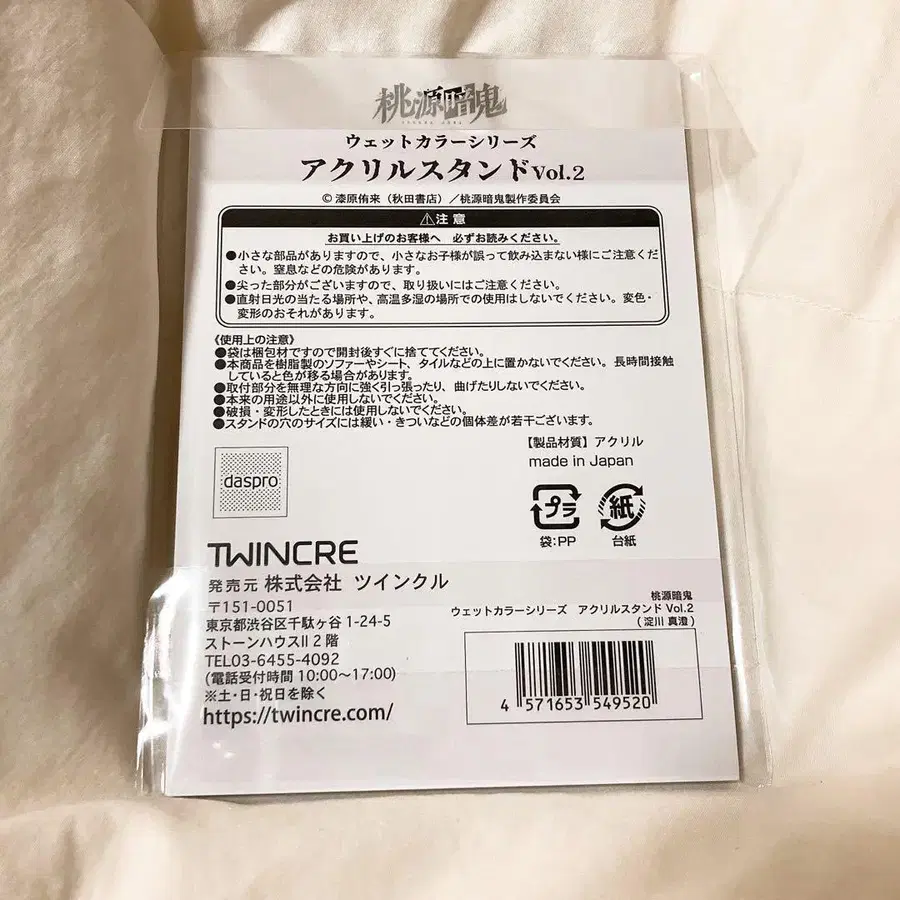 桃源暗鬼
ウェットカラーシリーズ
アクリルスタンドVol.2
© 漆原侑来（秋田書店）／桃源暗鬼製作委員会
⚠注意
お買い上げのお客様へ　必ずお読みください。
●小さな部品がありますので、小さなお子様が誤って飲み込まない様にご注意くだ
さい。窒息などの危険があります。
●尖った部分がございますので、取り扱いにはご注意ください。
●直射日光の当たる場所や、高温多湿の場所での使用はしないでください。変色・
変形のおそれがあります。
《使用上の注意》
●袋は梱包材ですので開封後すぐに捨ててください。
●本商品を樹脂製のソファーやシート、タイルなどの上に置かないでください。長時間接触
していると色が移る場合があります。
●取付部分を無理な方向に強く引っ張ったり、曲げたりしないでください。
●本来の用途以外に使用しないでください。
●破損・変形したときには使用しないでください。
●スタンドの穴のサイズには緩い・きついなどの個体差が若干ございます。
【製品材質】アクリル
made in Japan
daspro
プラ
紙
袋：PP
台紙
TWINCRE
発売元 株式会社 ツインクル
〒151-0051
東京都渋谷区千駄ヶ谷 1-24-5
ストーンハウスII 2 階
TEL03-6455-4092
(電話受付時間 10:00〜17:00)
※土・日・祝日を除く
https://twincre.com/
桃源暗鬼
ウェットカラーシリーズ　アクリルスタンド Vol.2
（ 淀川 真澄 ）
4 571653 549520